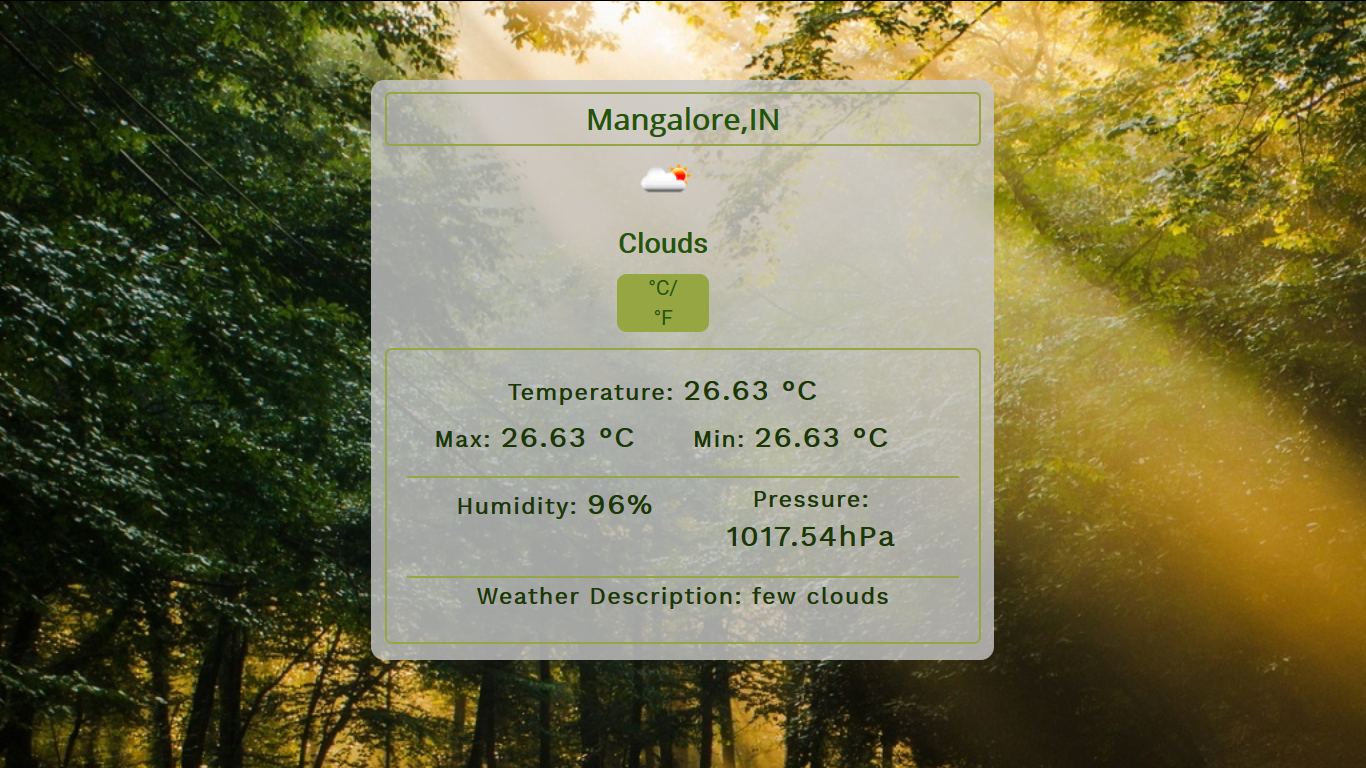 Mangalore,IN
Clouds
°C/
°F
Temperature: 26.63 °C
Max: 26.63 °C Min: 26.63 °C
Humidity: 96%
Pressure:
1017.54hPa
Weather Description: few clouds